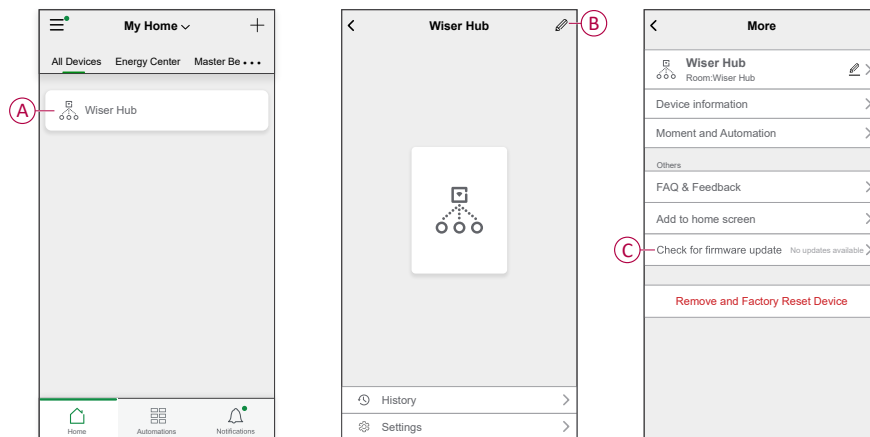 My Home
All Devices Energy Center Master Be
A
Wiser Hub
Home Automations Notifications
Wiser Hub
B
History
Settings
More
Wiser Hub
Room:Wiser Hub
Device information
Moment and Automation
Others
FAQ & Feedback
Add to home screen
C
Check for firmware update No updates available
Remove and Factory Reset Device